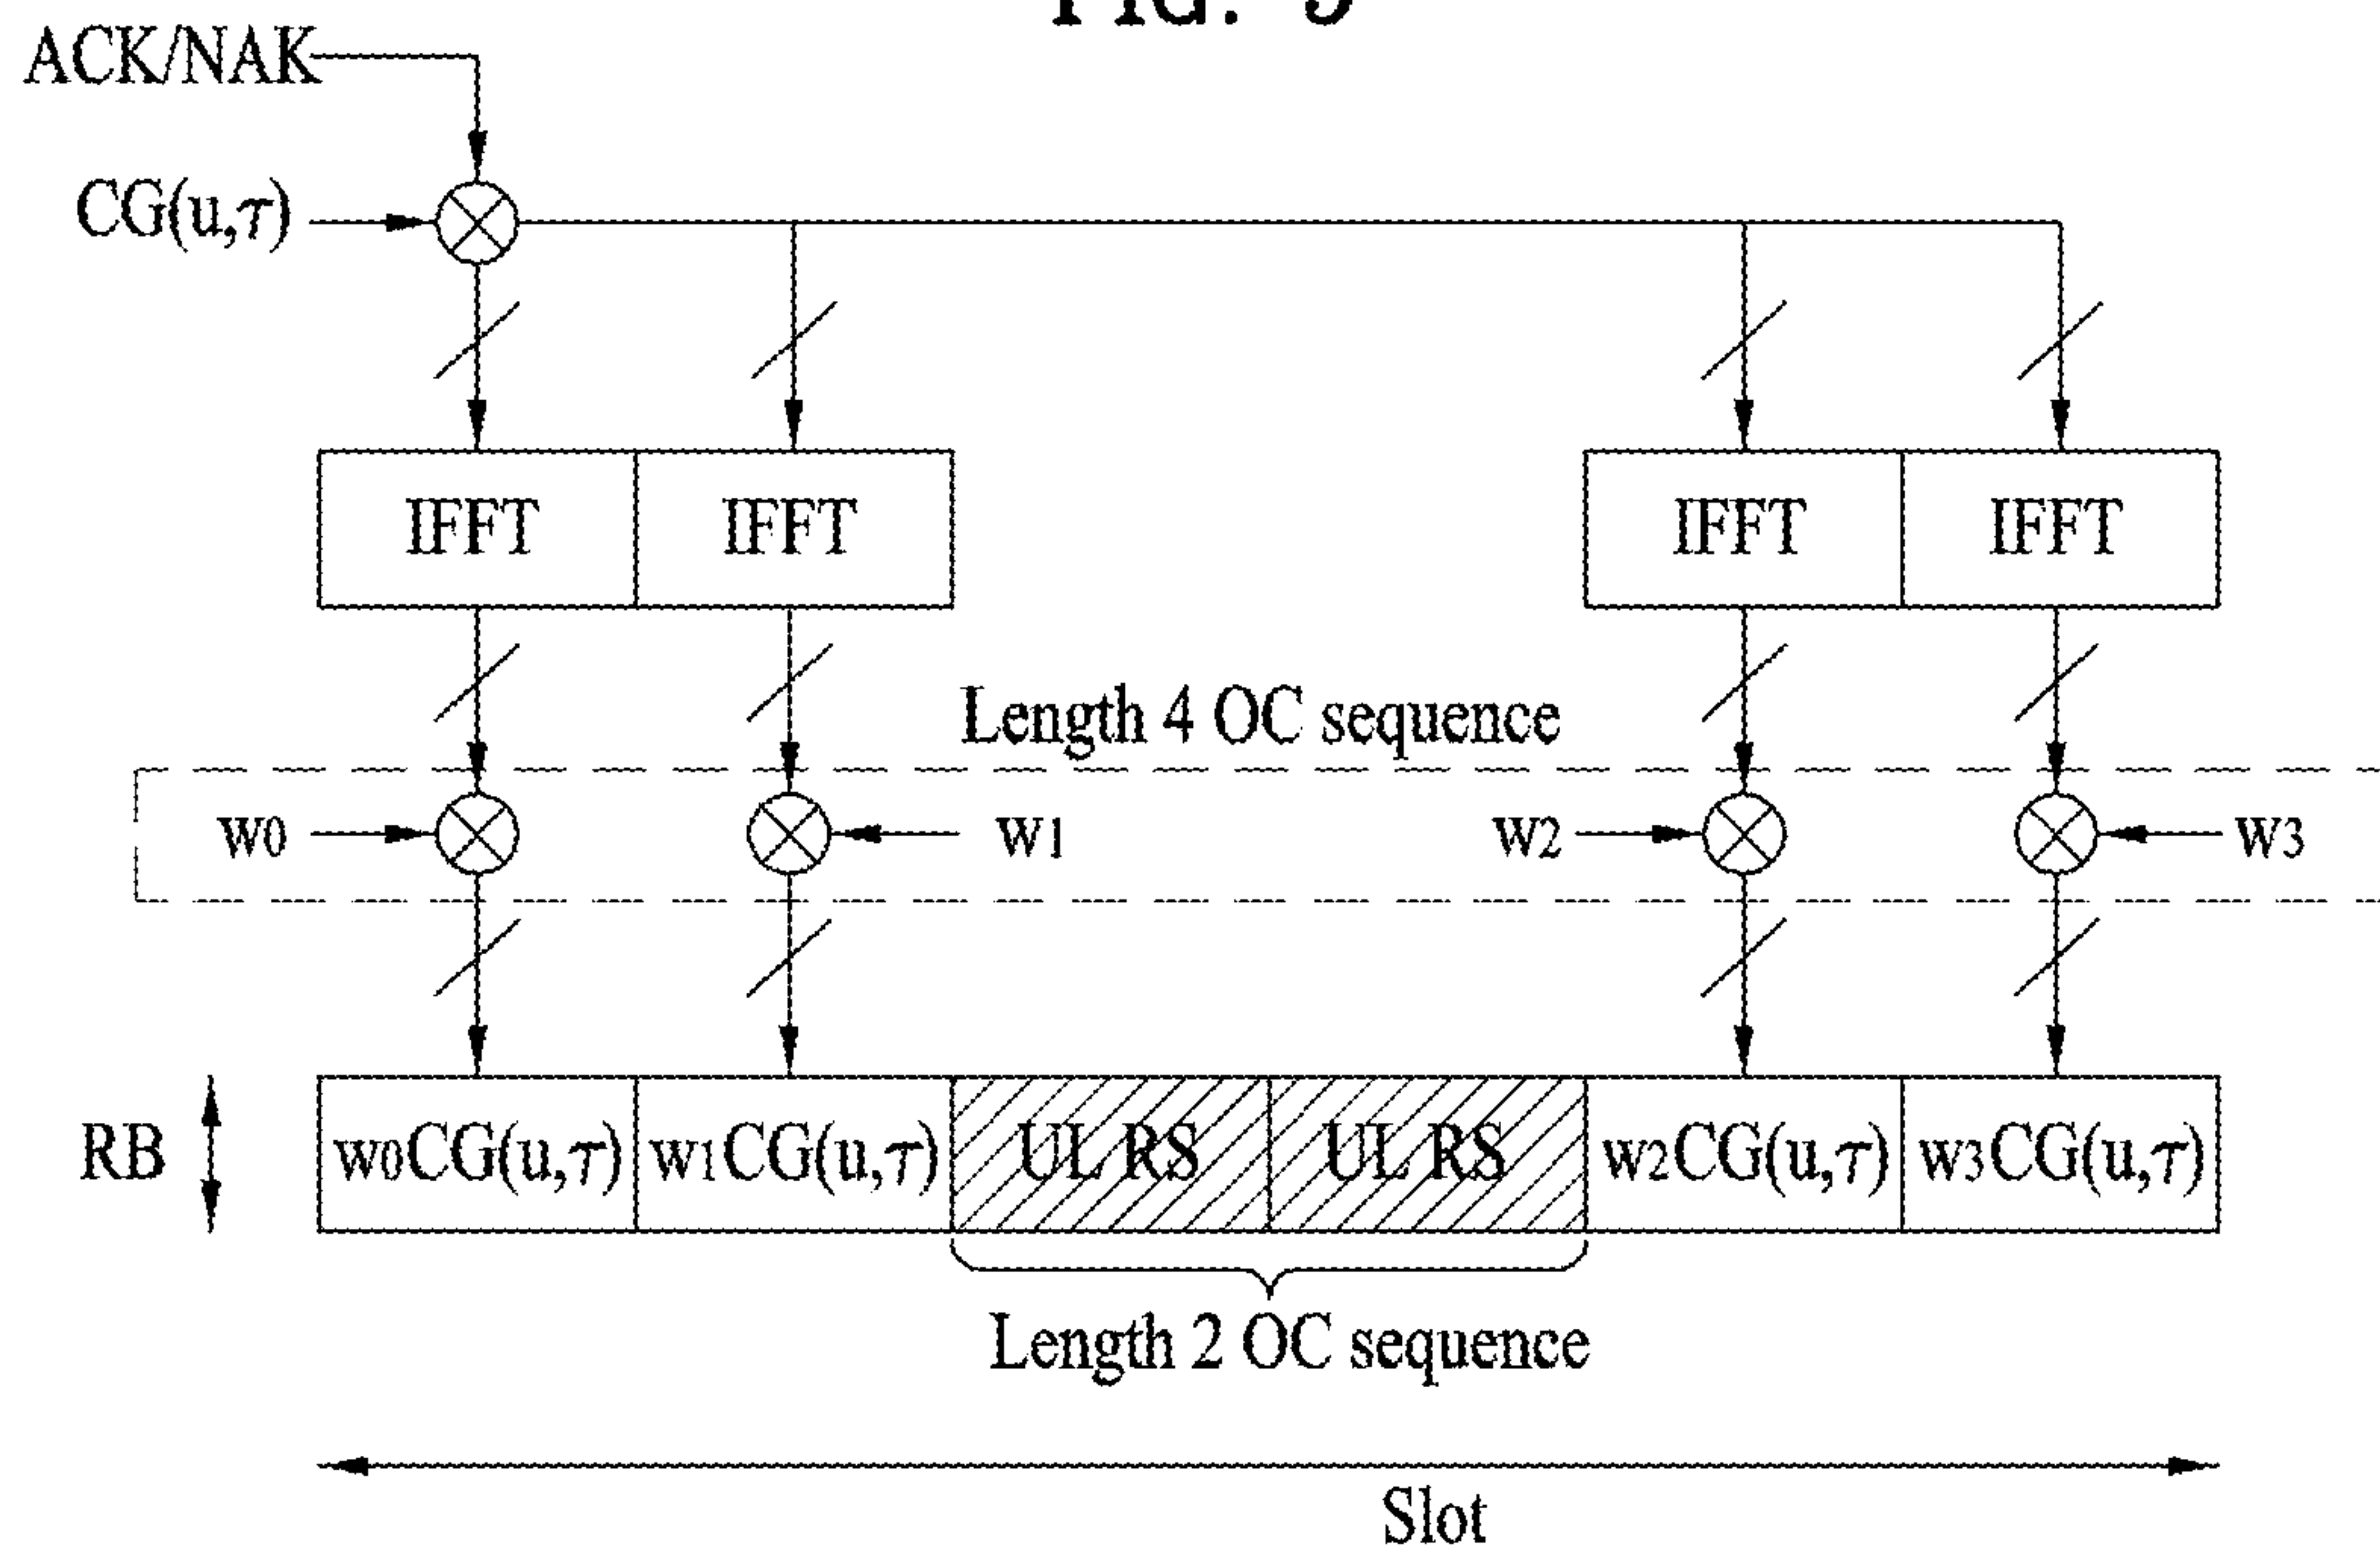 ACK/NAK
CG(u,τ)
IFFT IFFT IFFT IFFT
Length 4 OC sequence
W0 W1 W2 W3
RB
W0CG(u,τ) W1CG(u,τ) UL RS UL RS W2CG(u,τ) W3CG(u,τ)
Length 2 OC sequence
Slot